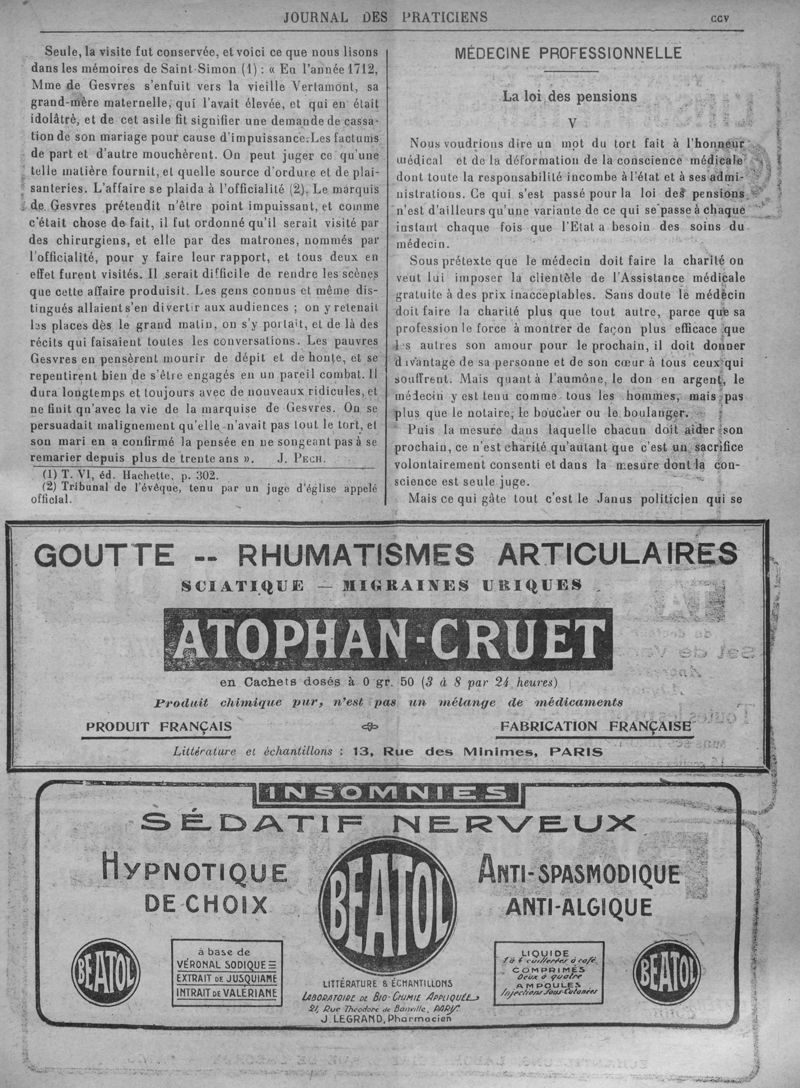 JOURNAL DES PRATICIENS
CCV
Seule, la visite fut conservée, et voici ce que nous lisons
dans les mémoires de Saint-Simon (1) : « En l'année 1712,
Mme de Gesvres s'enfuit vers la vieille Vertamont, sa
grand-mère maternelle, qui l'avait élevée, et qui en était
idolâtrè, et de cet asile fit signifier une demande de cassa-
tion de son mariage pour cause d'impuissance. Les factums
de part et d'autre mouchèrent. On peut juger ce qu'une
telle matière fournit, et quelle source d'ordure et de plai-
santeries. L'affaire se plaida à l'officialité (2). Le marquis
de Gesvres prétendit n'être point impuissant, et comme
c'était chose de fait, il fut ordonné qu'il serait visité par
des chirurgiens, et elle par des matrones, nommés par
l'officialité, pour y faire leur rapport, et tous deux en
effet furent visités. Il serait difficile de rendre les scènes
que cette affaire produisit. Les gens connus et même dis-
tingués allaient s'en divertir aux audiences ; on y retenait
les places dès le grand matin, on s'y portait, et de là des
récits qui faisaient toutes les conversations. Les pauvres
Gesvres en pensèrent mourir de dépit et de honte, et se
repentirent bien de s'être engagés en un pareil combat. Il
dura longtemps et toujours avec de nouveaux ridicules, et
ne finit qu'avec la vie de la marquise de Gesvres. On se
persuadait malignement qu'elle n'avait pas tout le tort, et
son mari en a confirmé la pensée en ne songeant pas à se
remarier depuis plus de trente ans ». J. PECH.
(1) T. VI, éd. Hachette, p. 302.
(2) Tribunal de l'évêque, tenu par un juge d'église appelé
official.
MÉDECINE PROFESSIONNELLE
La loi des pensions
V
Nous voudrions dire un mot du tort fait à l'honneur
médical et de la déformation de la conscience médicale
dont toute la responsabilité incombe à l'état et à ses admi-
nistrations. Ce qui s'est passé pour la loi des pensions
n'est d'ailleurs qu'une variante de ce qui se passe à chaque
instant chaque fois que l'Etat a besoin des soins du
médecin.
Sous prétexte que le médecin doit faire la charité on
veut lui imposer la clientèle de l'Assistance médicale
gratuite à des prix inacceptables. Sans doute le médecin
doit faire la charité plus que tout autre, parce que sa
profession le force à montrer de façon plus efficace que
les autres son amour pour le prochain, il doit donner
davantage de sa personne et de son cœur à tous ceux qui
souffrent. Mais quant à l'aumône, le don en argent, le
médecin y est tenu comme tous les hommes, mais pas
plus que le notaire, le boucher ou le boulanger.
Puis la mesure dans laquelle chacun doit aider son
prochain, ce n'est charité qu'autant que c'est un sacrifice
volontairement consenti et dans la mesure dont la con-
science est seule juge.
Mais ce qui gâte tout c'est le Janus politicien qui se
GOUTTE -- RHUMATISMES ARTICULAIRES
SCIATIQUE — MIGRAINES URIQUES
ATOPHAN-CRUET
en Cachets dosés à 0 gr. 50 (3 à 8 par 24 heures)
Produit chimique pur, n'est pas un mélange de médicaments
PRODUIT FRANÇAIS
FABRICATION FRANÇAISE
Littérature et échantillons : 13, Rue des Minimes, PARIS
INSOMNIES
SÉDATIF NERVEUX
HYPNOTIQUE
DE CHOIX
BEATOL
ANTI-SPASMODIQUE
ANTI-ALGIQUE
BEATOL
à base de
VÉRONAL SODIQUE
EXTRAIT DE JUSQUIAME
INTRAIT DE VALÉRIANE
LITTÉRATURE & ÉCHANTILLONS
LABORATOIRE DE BIO-CHIMIE APPLIQUÉE
21, Rue Théodore de Banville, PARIS
J. LEGRAND, Pharmacien
LIQUIDE
1 à 4 cuillerées à café
COMPRIMÉS
Deux à quatre
AMPOULES
Injections Sous-Cutanées
BEATOL